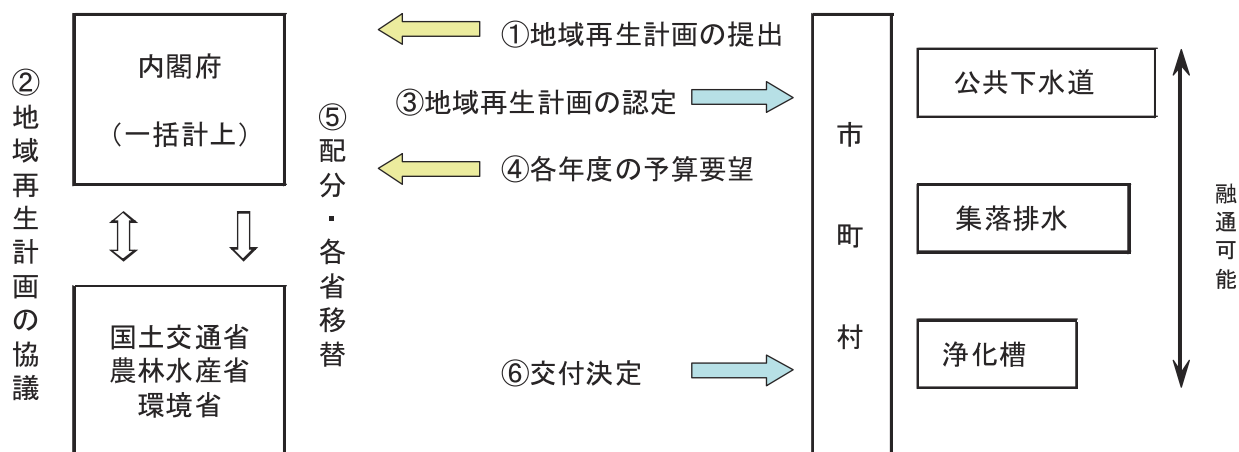 ②地域再生計画の協議
内閣府
（一括計上）
国土交通省
農林水産省
環境省
⑤配分・各省移替
①地域再生計画の提出
③地域再生計画の認定
④各年度の予算要望
⑥交付決定
市町村
公共下水道
集落排水
浄化槽
融通可能